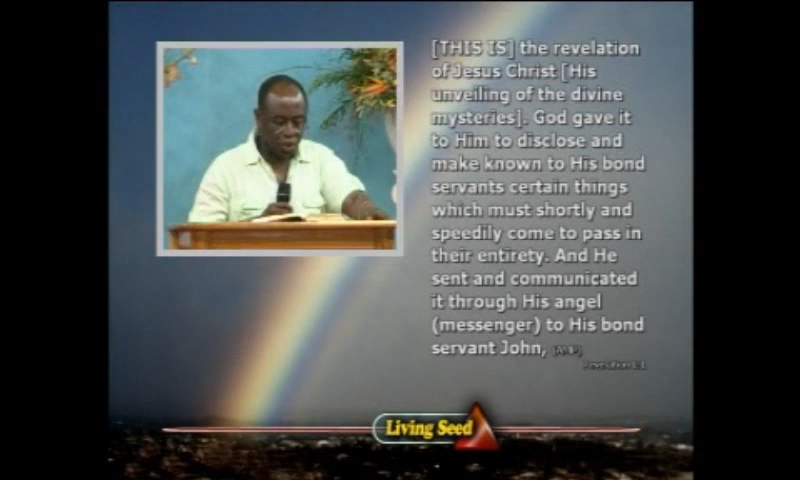 [THIS IS] the revelation
of Jesus Christ [His
unveiling of the divine
mysteries]. God gave it
to Him to disclose and
make known to His bond
servants certain things
which must shortly and
speedily come to pass in
their entirety. And He
sent and communicated
it through His angel
(messenger) to His bond
servant John,
Revelation 1:1
Living Seed